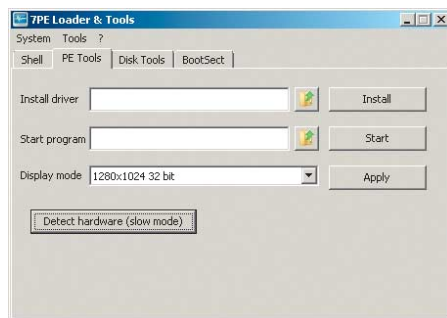 7PE Loader & Tools
System Tools ?
Shell PE Tools Disk Tools BootSect
Install driver Install
Start program Start
Display mode 1280x1024 32 bit Apply
Detect hardware (slow mode)